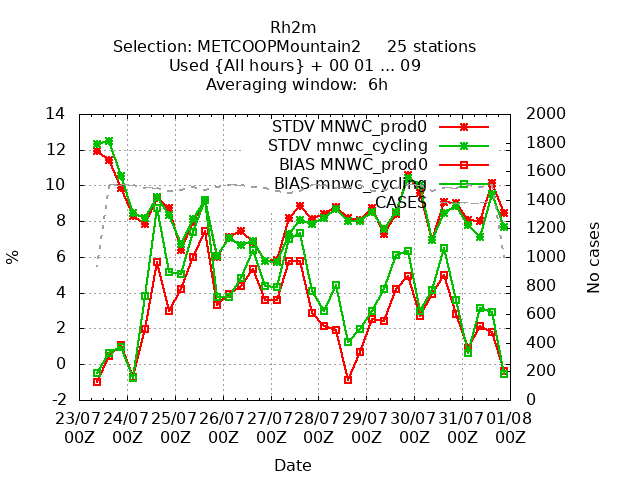 Rh2m
Selection: METCOOPMountain2 25 stations
Used {All hours} + 00 01 ... 09
Averaging window: 6h
STDV MNWC_prod0
STDV mnwc_cycling
BIAS MNWC_prod0
BIAS mnwc_cycling
CASES
14
12
10
8
6
4
2
0
-2
%
2000
1800
1600
1400
1200
1000
800
600
400
200
0
No cases
23/07 24/07 25/07 26/07 27/07 28/07 29/07 30/07 31/07 01/08
00Z 00Z 00Z 00Z 00Z 00Z 00Z 00Z 00Z 00Z
Date